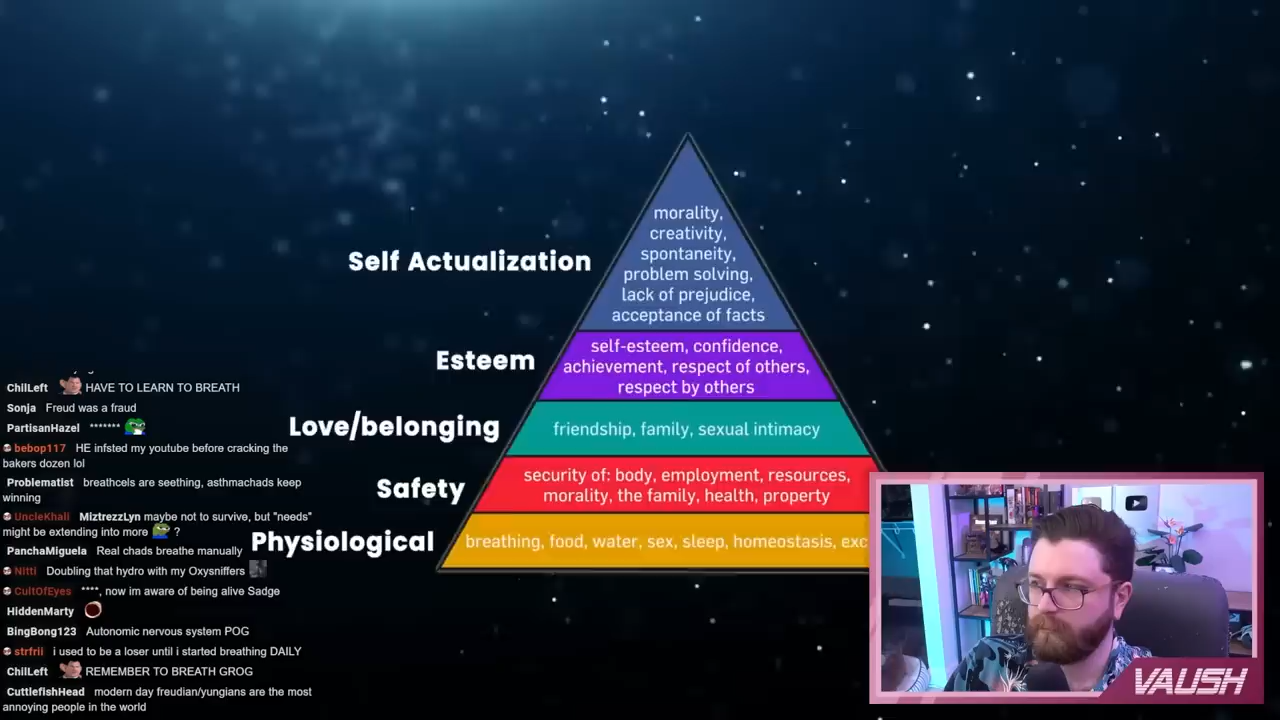 morality,
creativity,
spontaneity,
problem solving,
lack of prejudice,
acceptance of facts
Self Actualization
self-esteem, confidence,
achievement, respect of others,
respect by others
Esteem
friendship, family, sexual intimacy
Love/belonging
security of: body, employment, resources,
morality, the family, health, property
Safety
breathing, food, water, sex, sleep, homeostasis, exc
Physiological
ChilLeft HAVE TO LEARN TO BREATH
Sonja Freud was a fraud
PartisanHazel *******
bebop117 HE infsted my youtube before cracking the
bakers dozen lol
Problematist breathcels are seething, asthmachads keep
winning
UncleKhali MiztrezzLyn maybe not to survive, but "needs"
might be extending into more ?
PanchaMiguela Real chads breathe manually
Nitti Doubling that hydro with my Oxysniffers
CultOfEyes ****, now im aware of being alive Sadge
HiddenMarty
BingBong123 Autonomic nervous system POG
strfrii i used to be a loser until i started breathing DAILY
ChilLeft REMEMBER TO BREATH GROG
CuttlefishHead modern day freudian/yungians are the most
annoying people in the world
VAUSH